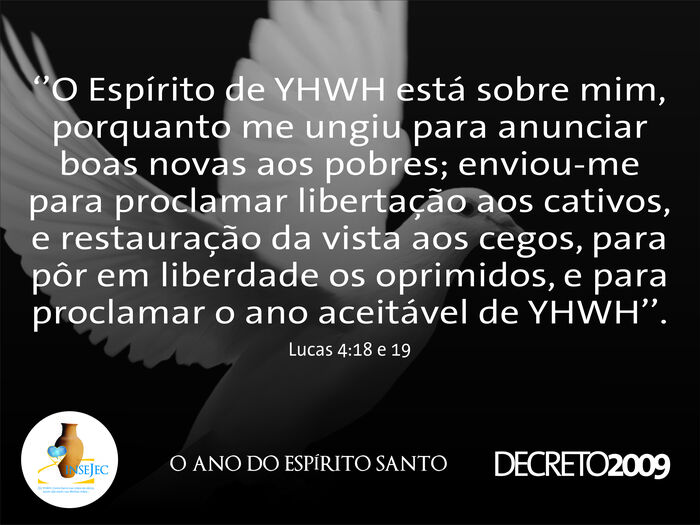 ‘’O Espírito de YHWH está sobre mim,
porquanto me ungiu para anunciar
boas novas aos pobres; enviou-me
para proclamar libertação aos cativos,
e restauração da vista aos cegos, para
pôr em liberdade os oprimidos, e para
proclamar o ano aceitável de YHWH’’.
Lucas 4:18 e 19
INSEJEC
O ANO DO ESPÍRITO SANTO
DECRETO2009